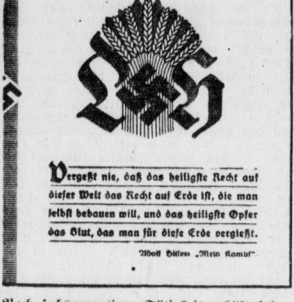 D H
Vergeßt nie, daß das heiligste Recht auf
dieser Welt das Recht auf Erde ist, die man
selbst bebauen will, und das heiligste Opfer
das Blut, das man für diese Erde vergießt.
Adolf Hitler „Mein Kampf“.